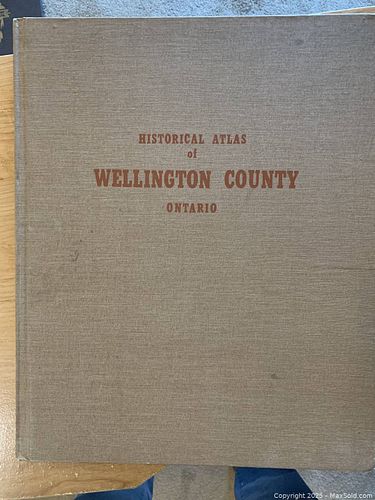 HISTORICAL ATLAS
of
WELLINGTON COUNTY
ONTARIO
Copyright 2025 - MaxSold.com